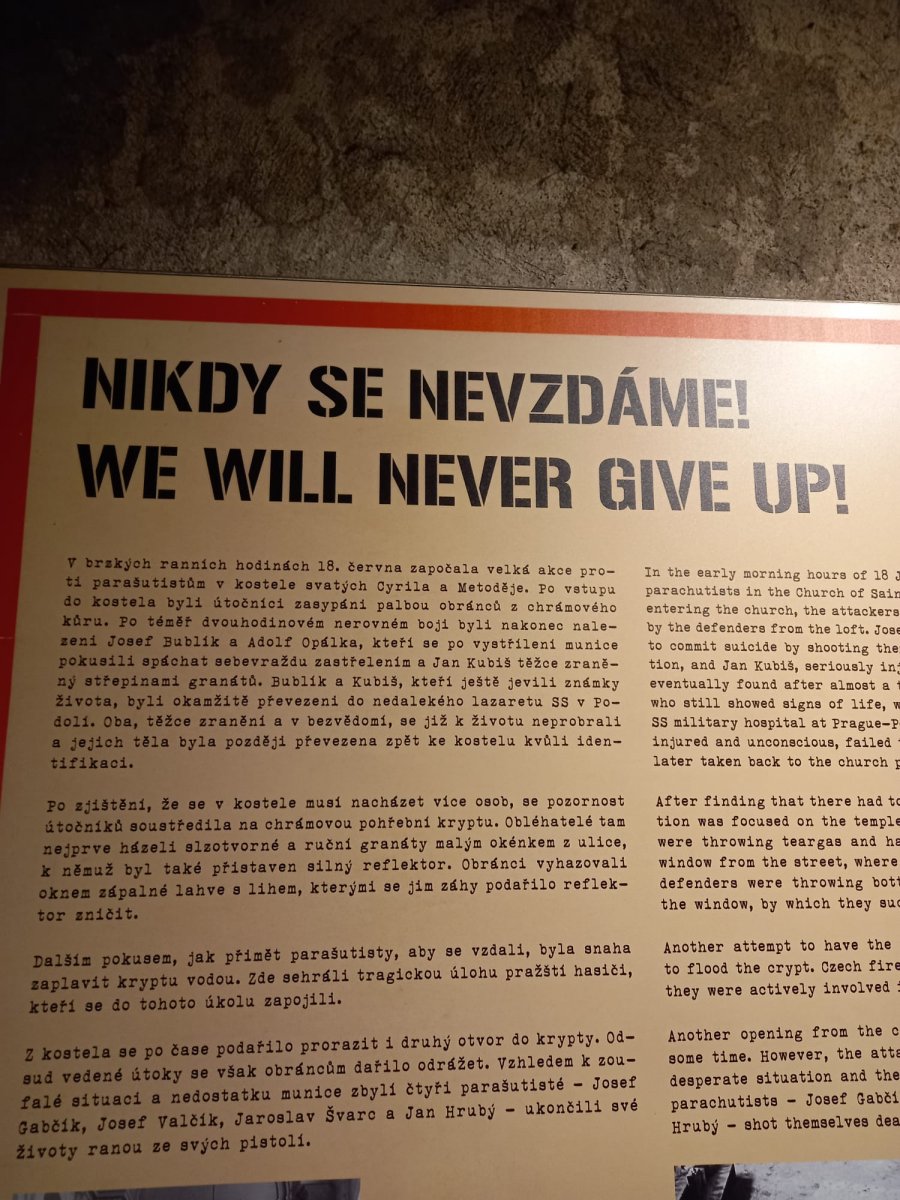 NIKDY SE NEVZDÁME!
WE WILL NEVER GIVE UP!
V brzkých ranních hodinách 18. června započala velká akce pro-
ti parašutistům v kostele svatých Cyrila a Metoděje. Po vstupu
do kostela byli útočníci zasypáni palbou obránců z chrámového
kůru. Po téměř dvouhodinovém nerovném boji byli nakonec nale-
zeni Josef Bublík a Adolf Opálka, kteří se po vystřílení munice
pokusili spáchat sebevraždu zastřelením a Jan Kubiš těžce zraně-
ný střepinami granátů. Bublík a Kubiš, kteří ještě jevili známky
života, byli okamžitě převezeni do nedalekého lazaretu SS v Po-
dolí. Oba, těžce zranění a v bezvědomí, se již k životu neprobrali
a jejich těla byla později převezena zpět ke kostelu kvůli iden-
tifikaci.
Po zjištění, že se v kostele musí nacházet více osob, se pozornost
útočníků soustředila na chrámovou pohřební kryptu. Obléhatelé tam
nejprve házeli slzotvorné a ruční granáty malým okénkem z ulice,
k němuž byl také přistaven silný reflektor. Obránci vyhazovali
oknem zápalné lahve s lihem, kterými se jim záhy podařilo reflek-
tor zničit.
Dalším pokusem, jak přimět parašutisty, aby se vzdali, byla snaha
zaplavit kryptu vodou. Zde sehráli tragickou úlohu pražští hasiči,
kteří se do tohoto úkolu zapojili.
Z kostela se po čase podařilo prorazit i druhý otvor do krypty. Od-
sud vedené útoky se však obráncům dařilo odrážet. Vzhledem k zou-
falé situaci a nedostatku munice zbylí čtyři parašutisté – Josef
Gabčík, Josef Valčík, Jaroslav Švarc a Jan Hrubý – ukončili své
životy ranou ze svých pistolí.
In the early morning hours of 18
parachutists in the Church of
entering the church, the attackers
by the defenders from the loft.
to commit suicide by shooting
tion, and Jan Kubiš, seriously
eventually found after almost a
who still showed signs of life,
SS military hospital at
injured and unconscious, failed
later taken back to the church
After finding that there had
tion was focused on the temple
were throwing teargas and
window from the street, where
defenders were throwing
the window, by which they
Another attempt to have the
to flood the crypt. Czech
they were actively involved
Another opening from the
some time. However, the
desperate situation and
parachutists – Josef
Hrubý – shot themselves